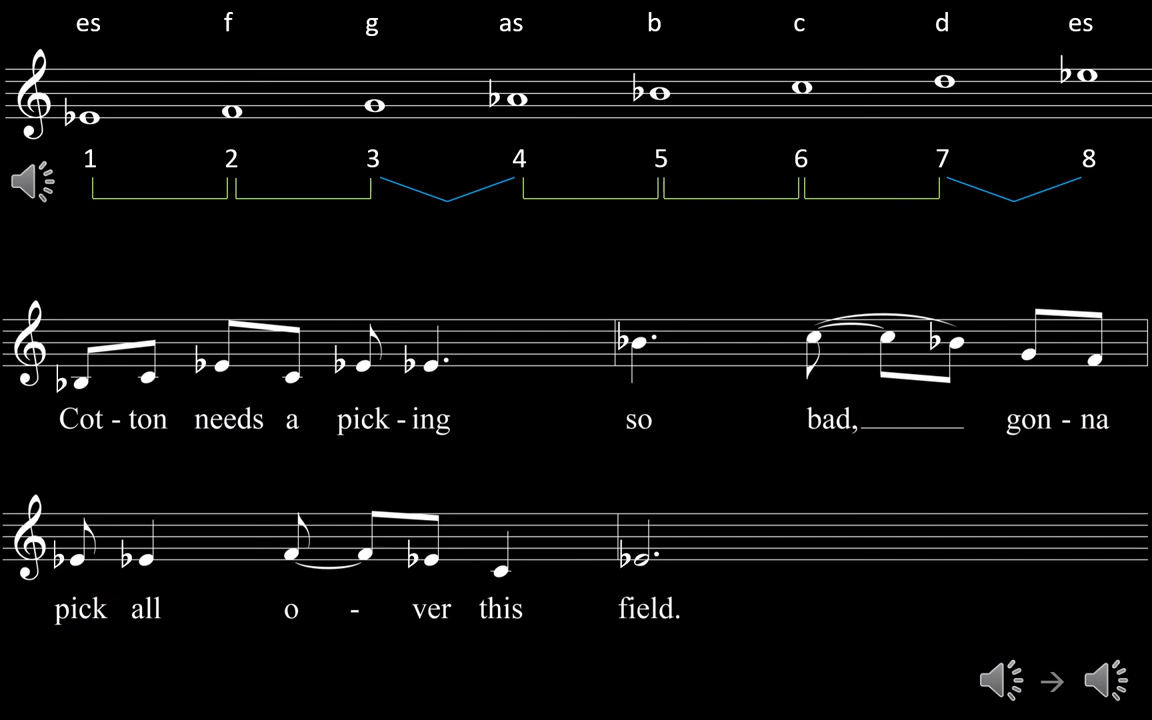 es f g as b c d es
1 2 3 4 5 6 7 8
Cot - ton needs a pick - ing so bad,______ gon - na
pick all o - ver this field.